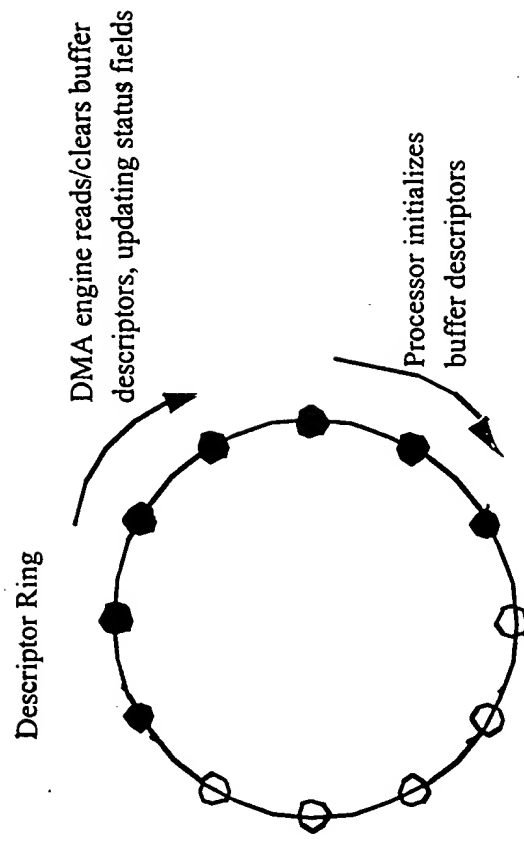 Descriptor Ring
DMA engine reads/clears buffer
descriptors, updating status fields
Processor initializes
buffer descriptors